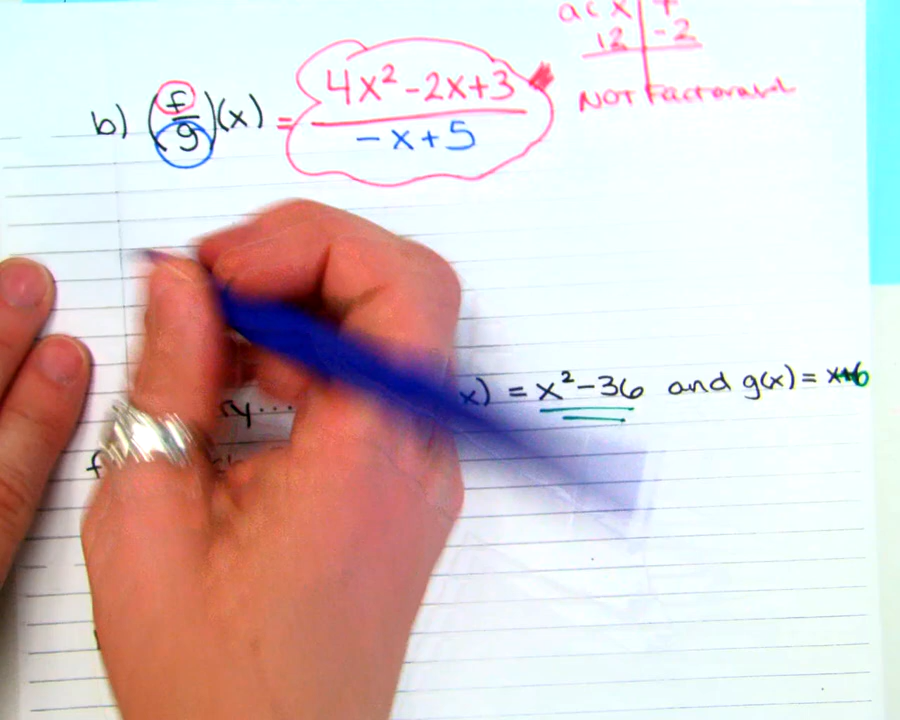 ac x | +
12 | -2
NOT Factorable
b) (f/g)(x) = (4x² - 2x + 3)/(-x + 5)
x) = x² - 36 and g(x) = x+6
f